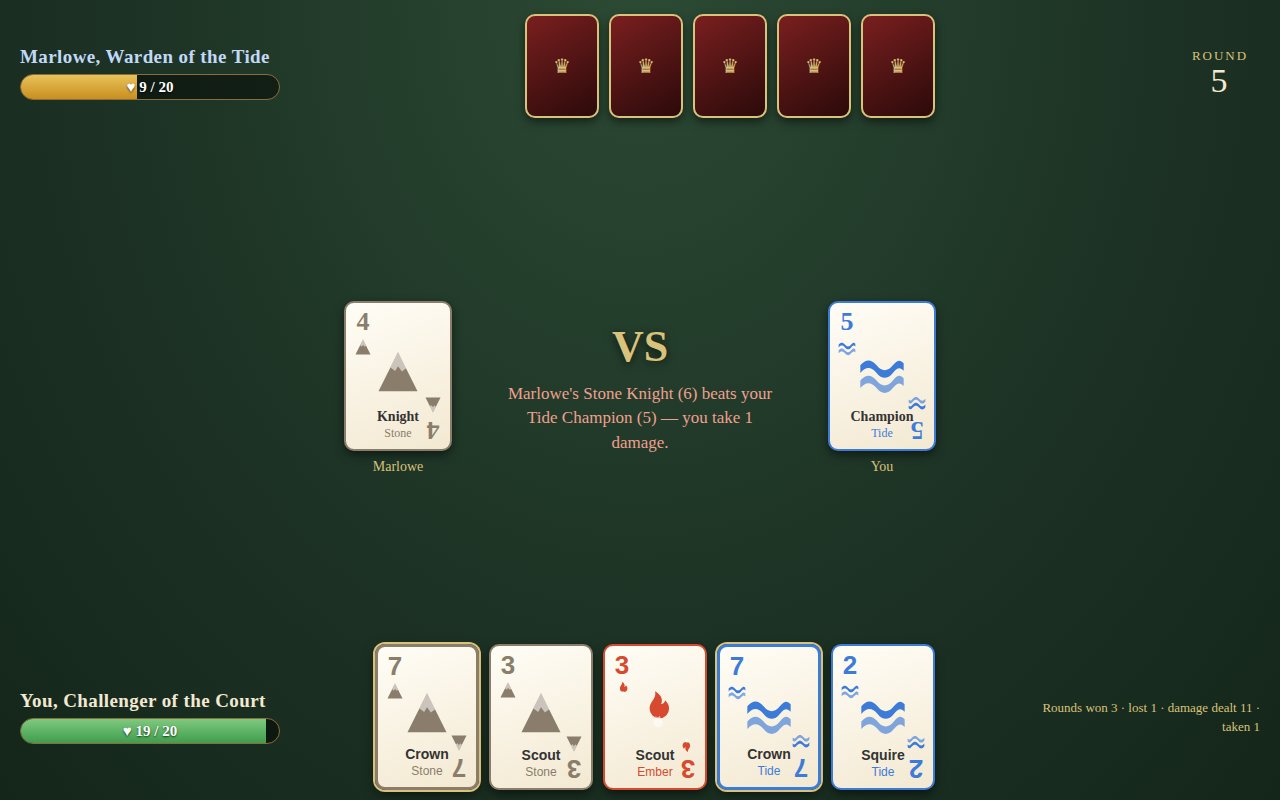 Marlowe, Warden of the Tide
♥ 9 / 20
ROUND
5
4
Knight
Stone
4
Marlowe
VS
Marlowe's Stone Knight (6) beats your
Tide Champion (5) — you take 1
damage.
5
Champion
Tide
5
You
You, Challenger of the Court
♥ 19 / 20
7
Crown
Stone
7
3
Scout
Stone
3
3
Scout
Ember
3
7
Crown
Tide
7
2
Squire
Tide
2
Rounds won 3 · lost 1 · damage dealt 11 ·
taken 1